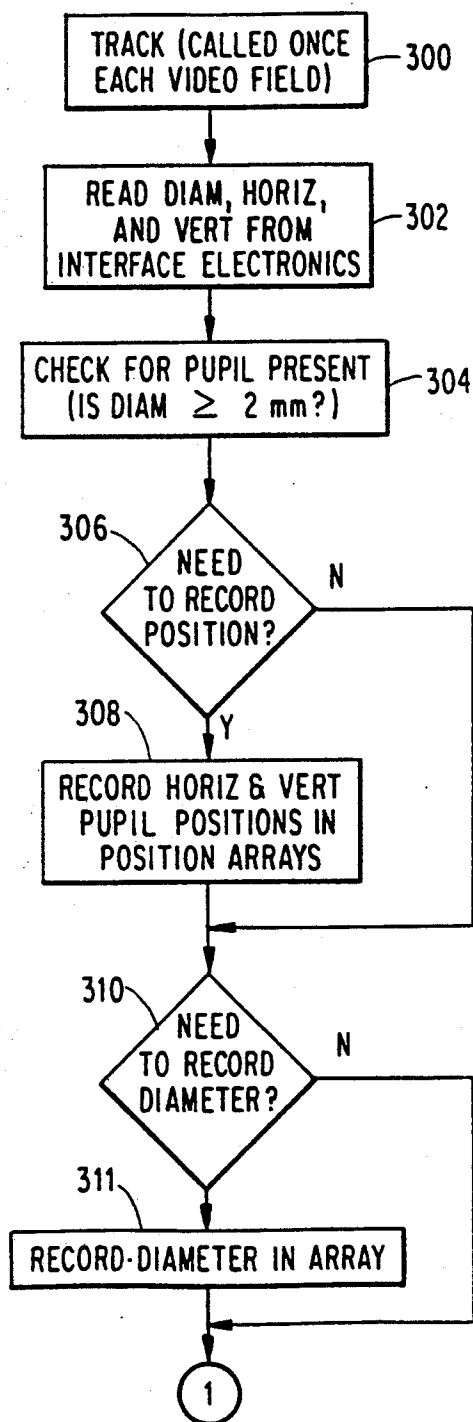 TRACK (CALLED ONCE
EACH VIDEO FIELD)
300
READ DIAM, HORIZ,
AND VERT FROM
INTERFACE ELECTRONICS
302
CHECK FOR PUPIL PRESENT
(IS DIAM ≥ 2 mm?)
304
306
NEED
TO RECORD
POSITION?
N
Y
308
RECORD HORIZ & VERT
PUPIL POSITIONS IN
POSITION ARRAYS
310
NEED
TO RECORD
DIAMETER?
N
311
RECORD-DIAMETER IN ARRAY
1